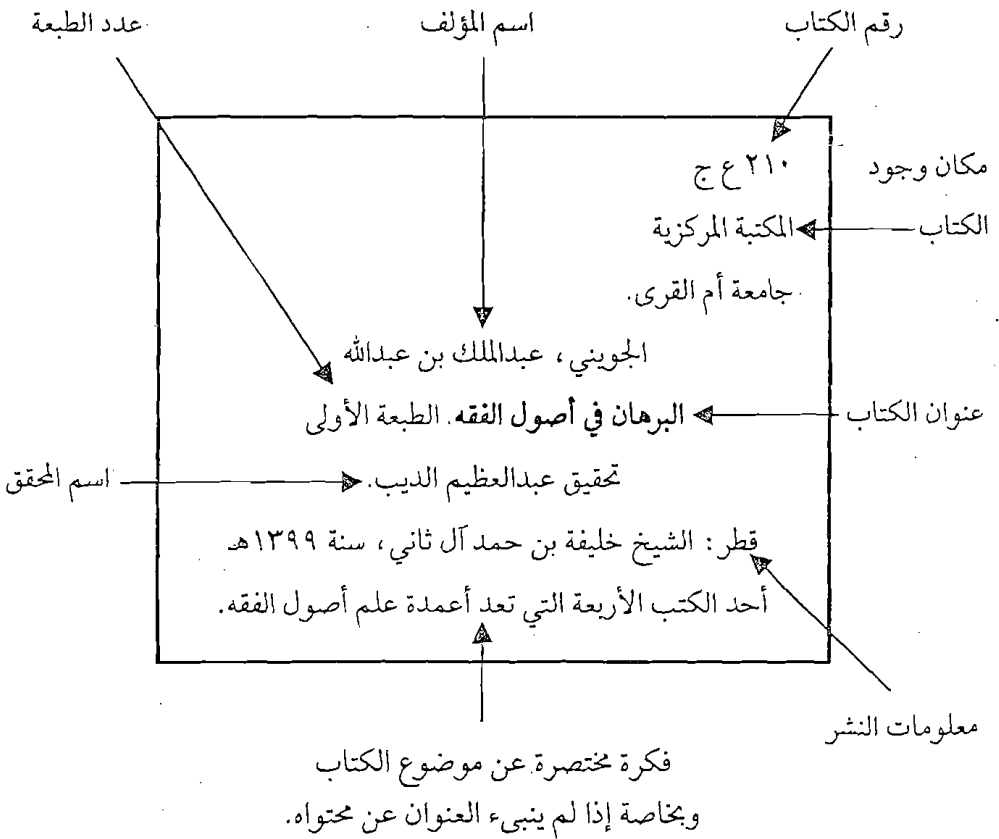 رقم الكتاب
اسم المؤلف
عدد الطبعة
٢١٠ ع ج
مكان وجود
الكتاب
المكتبة المركزية
جامعة أم القرى.
الجويني، عبدالملك بن عبدالله
عنوان الكتاب
البرهان في أصول الفقه. الطبعة الأولى
تحقيق عبدالعظيم الديب.
اسم المحقق
قطر: الشيخ خليفة بن حمد آل ثاني، سنة ١٣٩٩هـ
أحد الكتب الأربعة التي تعد أعمدة علم أصول الفقه.
معلومات النشر
فكرة مختصرة عن موضوع الكتاب
وبخاصة إذا لم ينبىء العنوان عن محتواه.